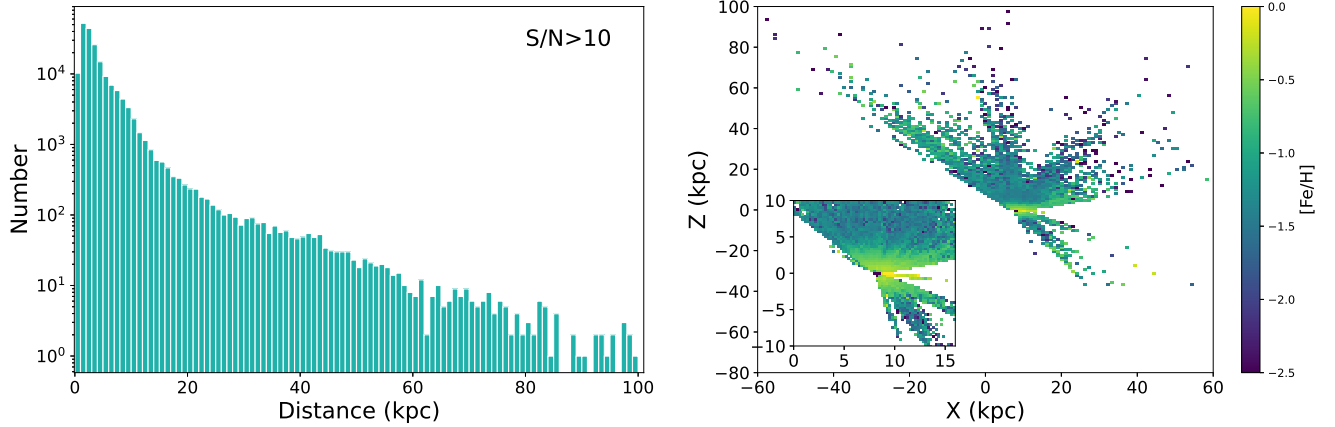 S/N>10
Number
10⁴
10³
10²
10¹
10⁰
0 20 40 60 80 100
Distance (kpc)
Z (kpc)
100
80
60
40
20
0
−20
−40
−60
−80
−60 −40 −20 0 20 40 60
X (kpc)
10
5
0
−5
−10
0 5 10 15
0.0
−0.5
−1.0
−1.5
−2.0
−2.5
[Fe/H]